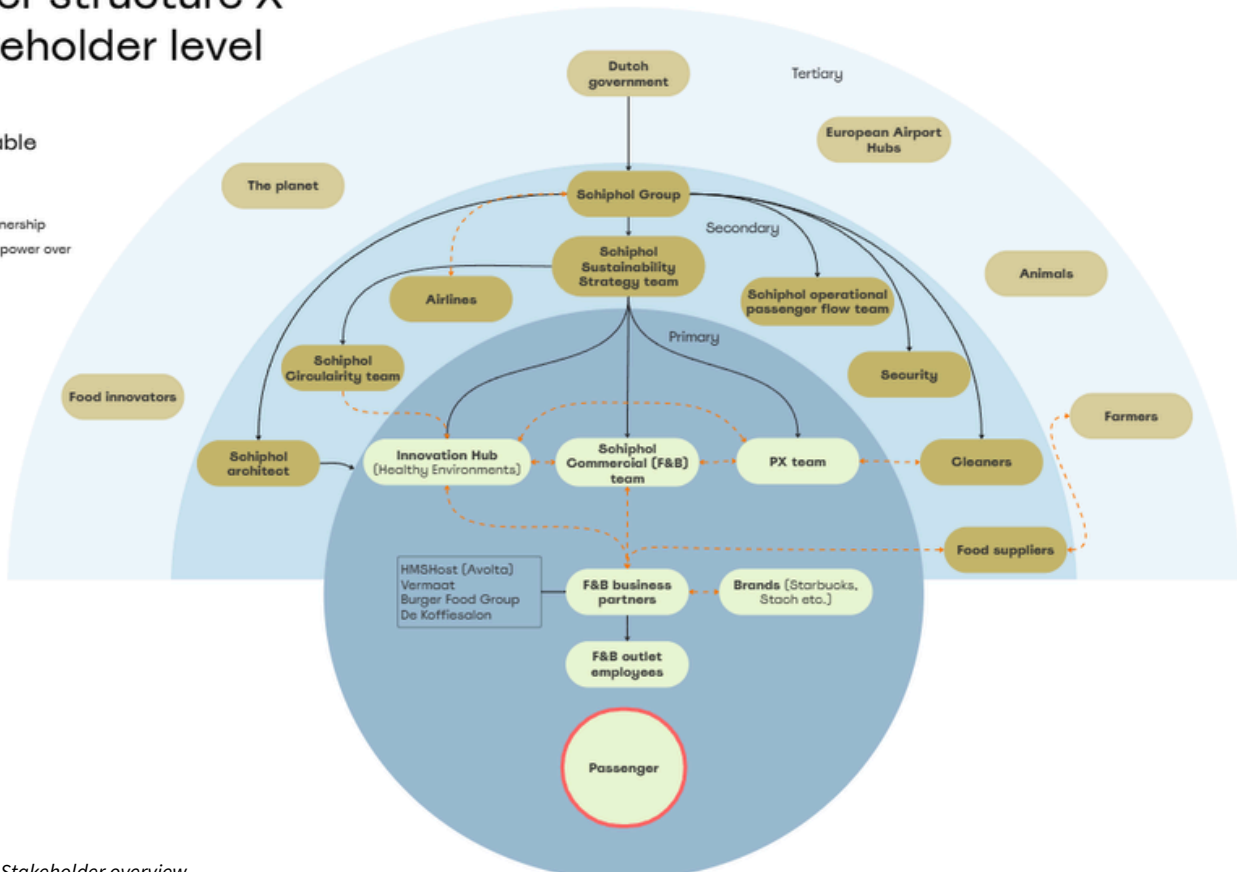 eholder level
Dutch
government
Tertiary
able
European Airport
Hubs
The planet
Schiphol Group
nership
power over
Secondary
Schiphol
Sustainability
Strategy team
Animals
Airlines
Schiphol operational
passenger flow team
Primary
Schiphol
Circulairity team
Security
Food innovators
Farmers
Schiphol
architect
Innovation Hub
(Healthy Environments)
Schiphol
Commercial (F&B)
team
PX team
Cleaners
Food suppliers
HMSHost (Avolta)
Vermaat
Burger Food Group
De Koffiesalon
F&B business
partners
Brands (Starbucks,
Stach etc.)
F&B outlet
employees
Passenger
Stakeholder overview